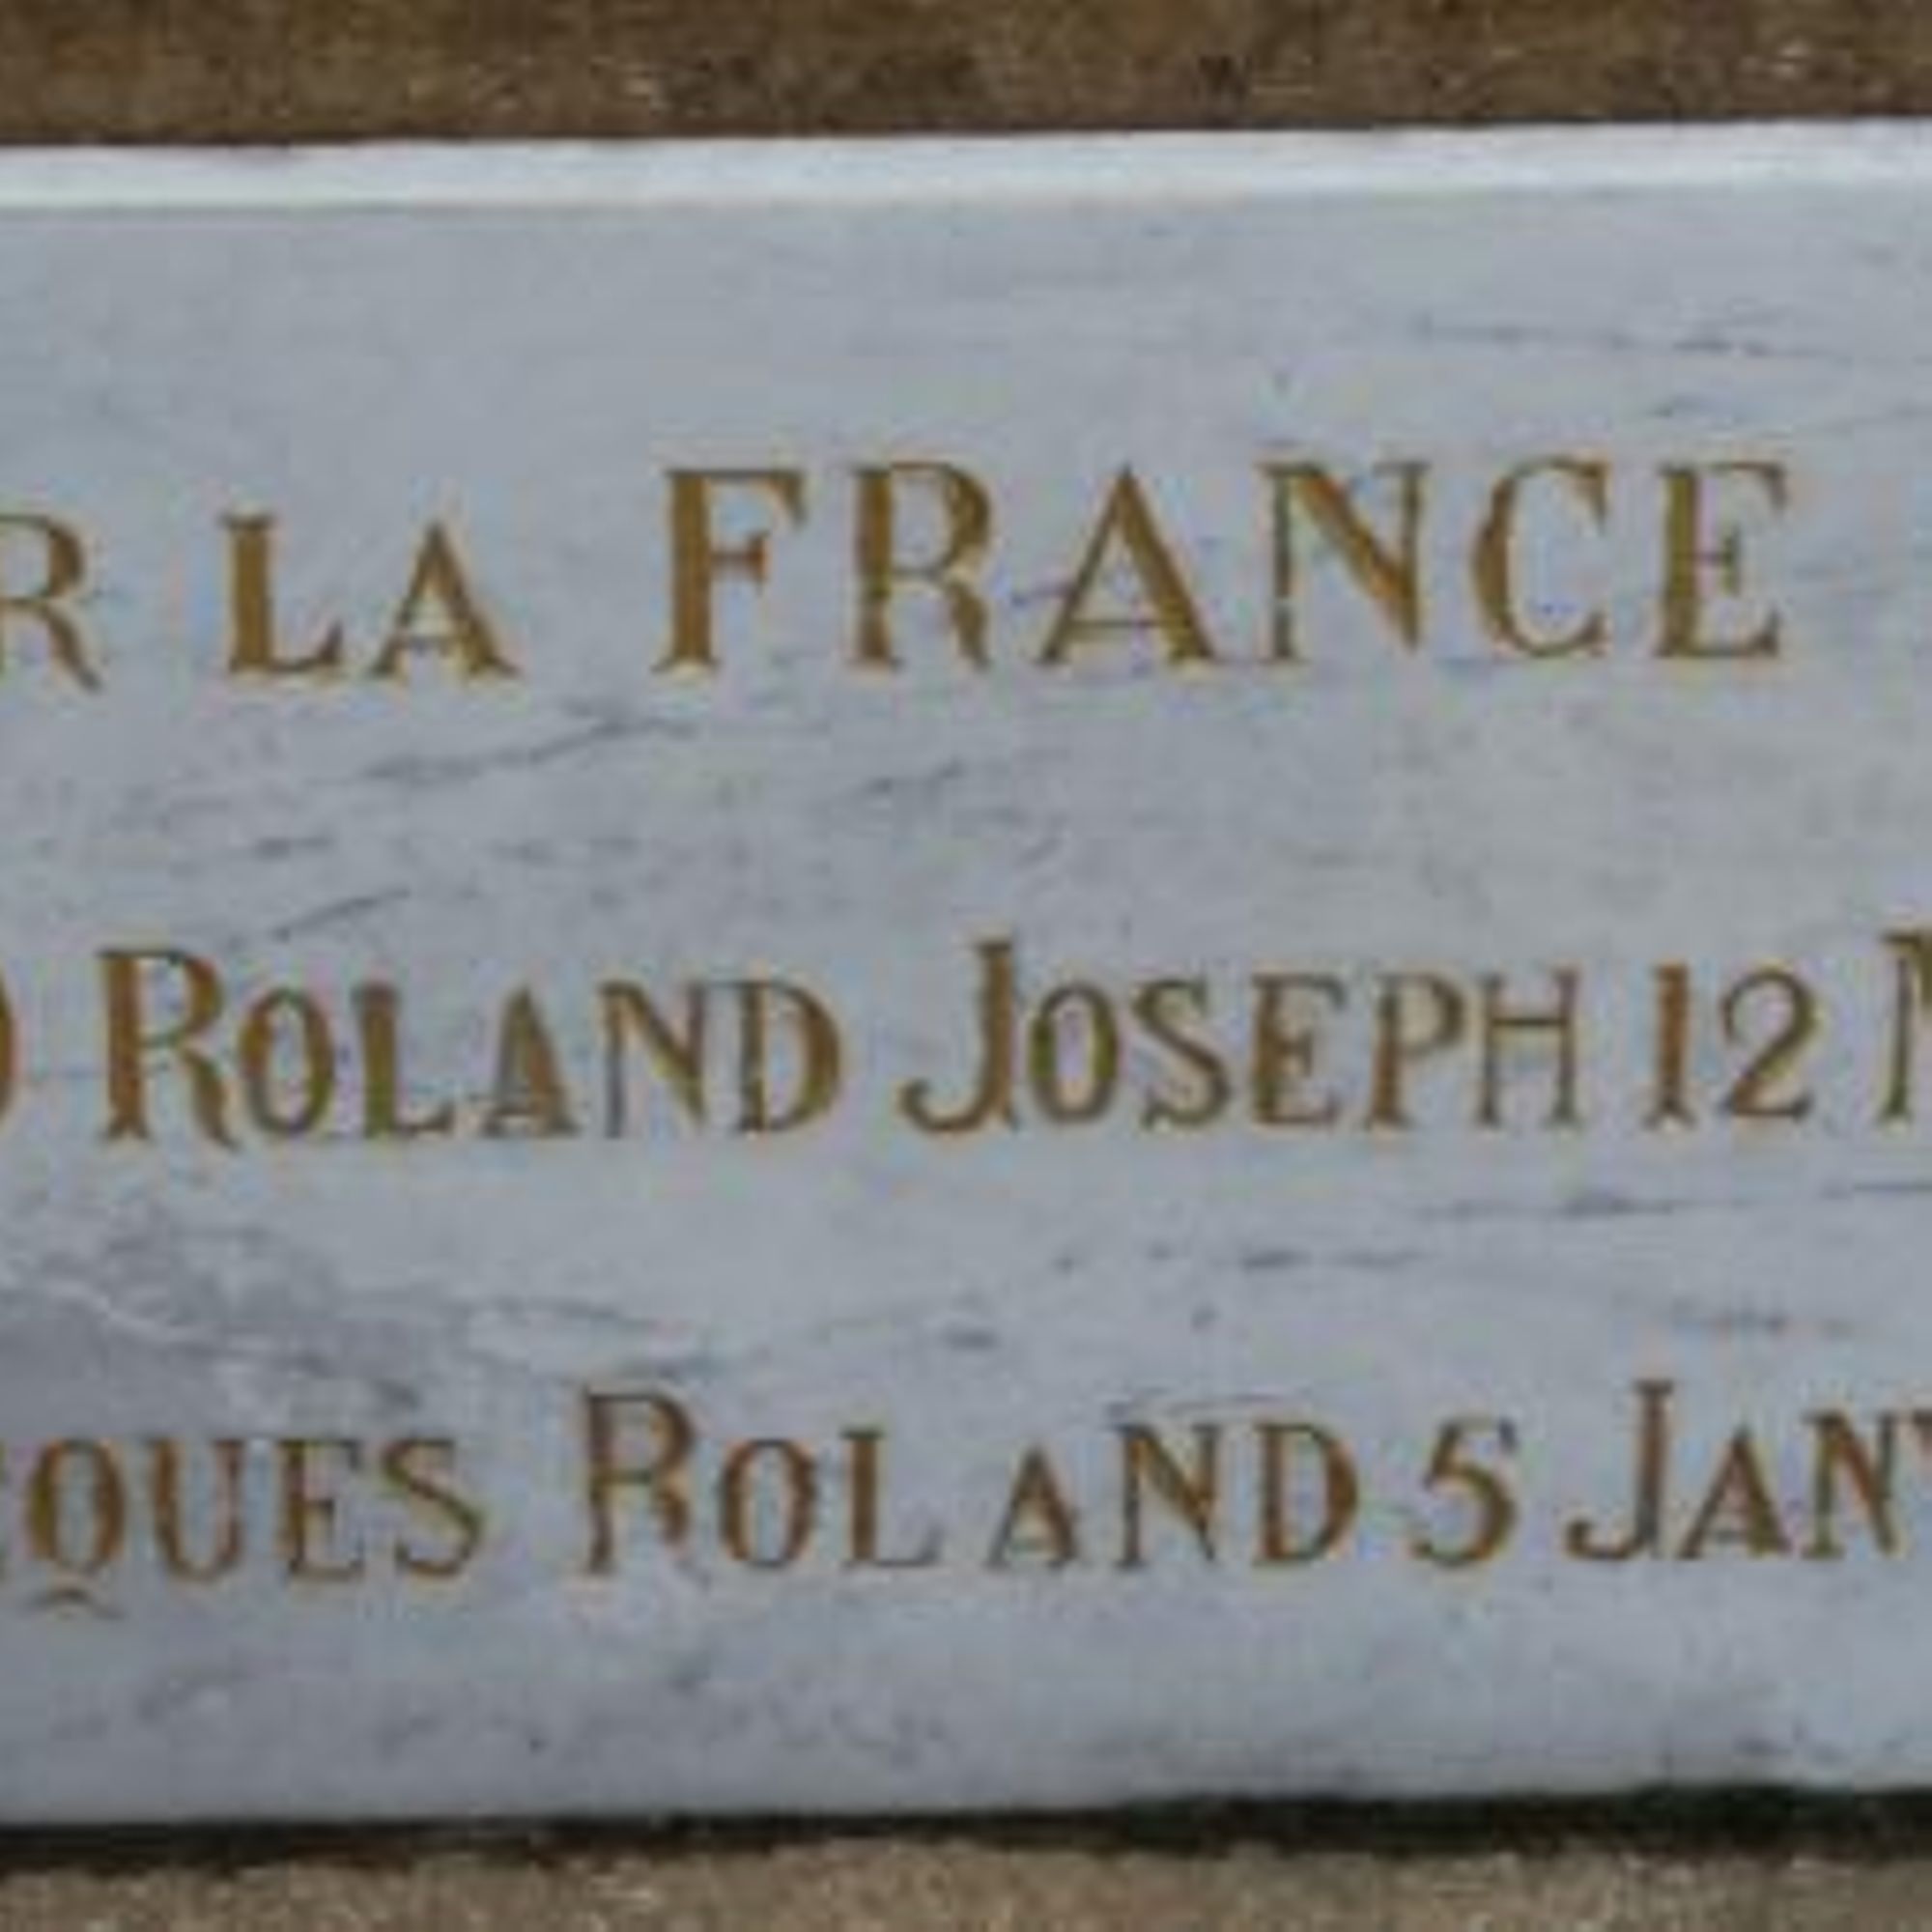 R LA FRANCE
ROLAND JOSEPH 12
QUES ROLAND 5 JAN